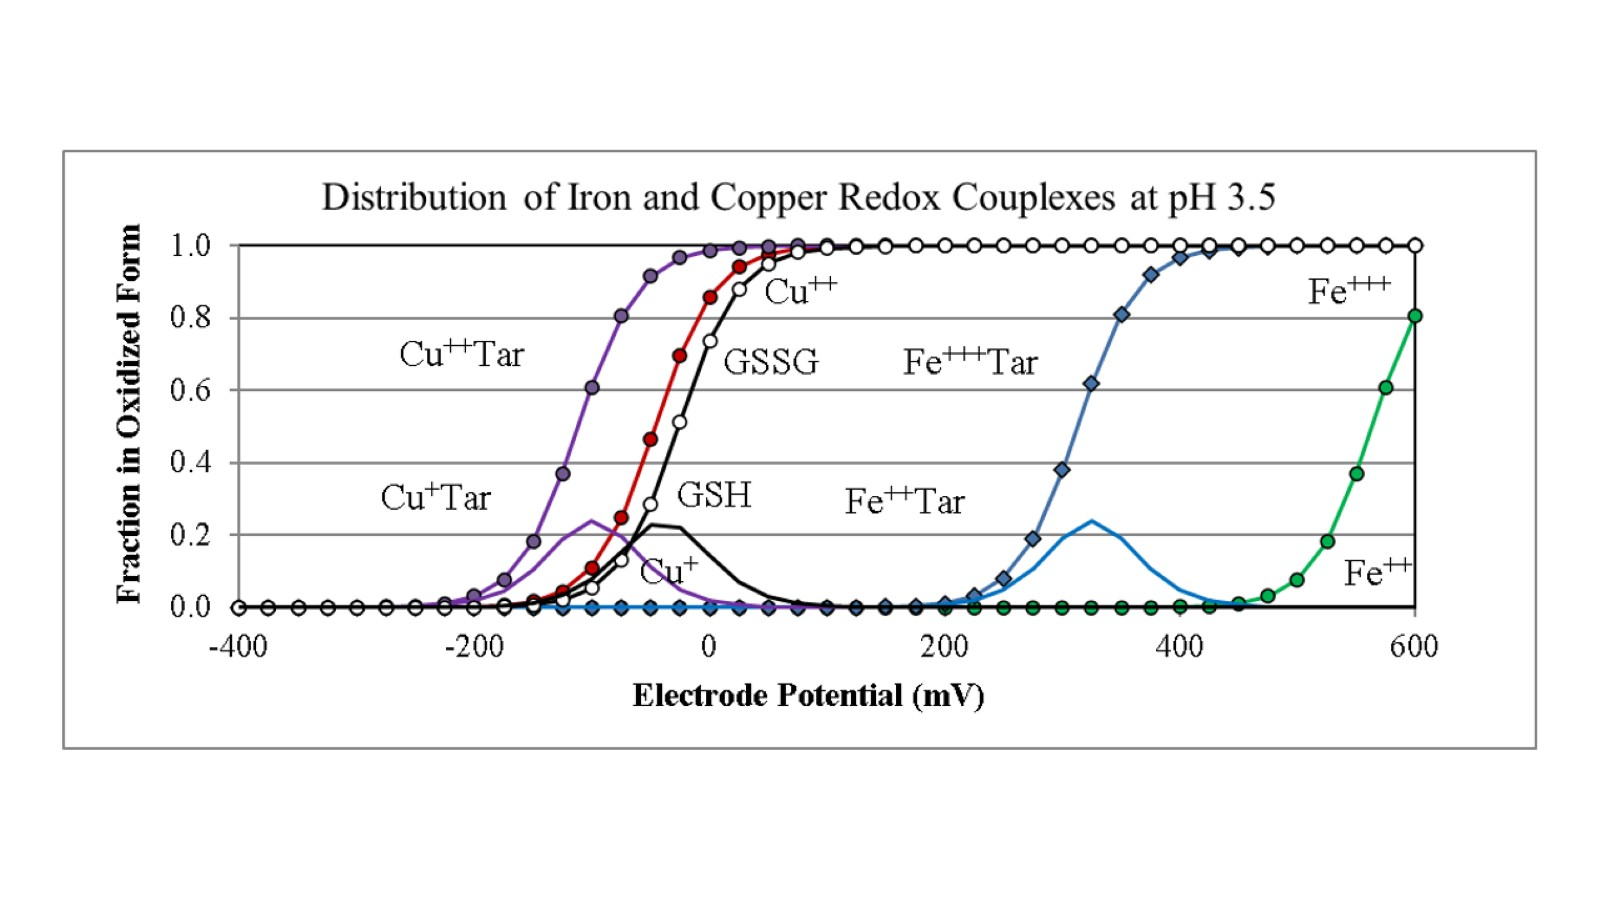 Distribution of Iron and Copper Redox Couplexes at pH 3.5
Fraction in Oxidized Form
1.0
0.8
0.6
0.4
0.2
0.0
Cu++
Fe+++
Cu++Tar
GSSG
Fe+++Tar
Cu+Tar
GSH
Fe++Tar
Cu+
Fe++
-400
-200
0
200
400
600
Electrode Potential (mV)